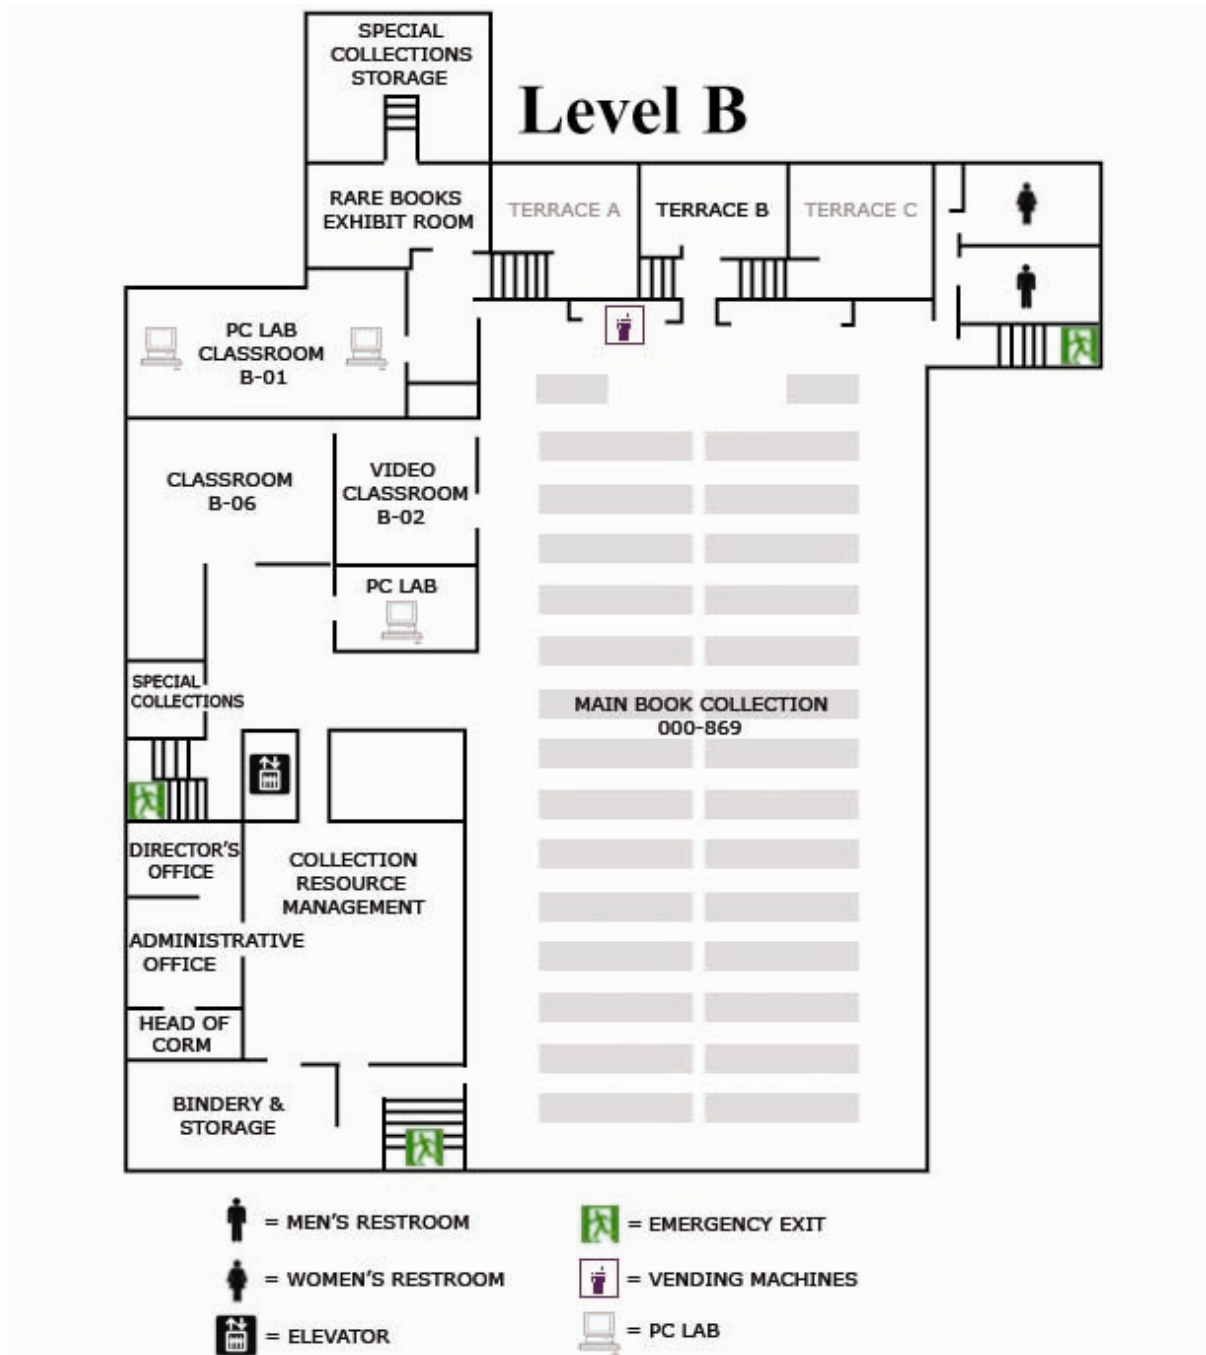 SPECIAL
COLLECTIONS
STORAGE
Level B
RARE BOOKS
EXHIBIT ROOM
TERRACE A
TERRACE B
TERRACE C
PC LAB
CLASSROOM
B-01
CLASSROOM
B-06
VIDEO
CLASSROOM
B-02
PC LAB
SPECIAL
COLLECTIONS
MAIN BOOK COLLECTION
000-869
DIRECTOR'S
OFFICE
COLLECTION
RESOURCE
MANAGEMENT
ADMINISTRATIVE
OFFICE
HEAD OF
CORM
BINDERY &
STORAGE
= MEN'S RESTROOM
= EMERGENCY EXIT
= WOMEN'S RESTROOM
= VENDING MACHINES
= ELEVATOR
= PC LAB